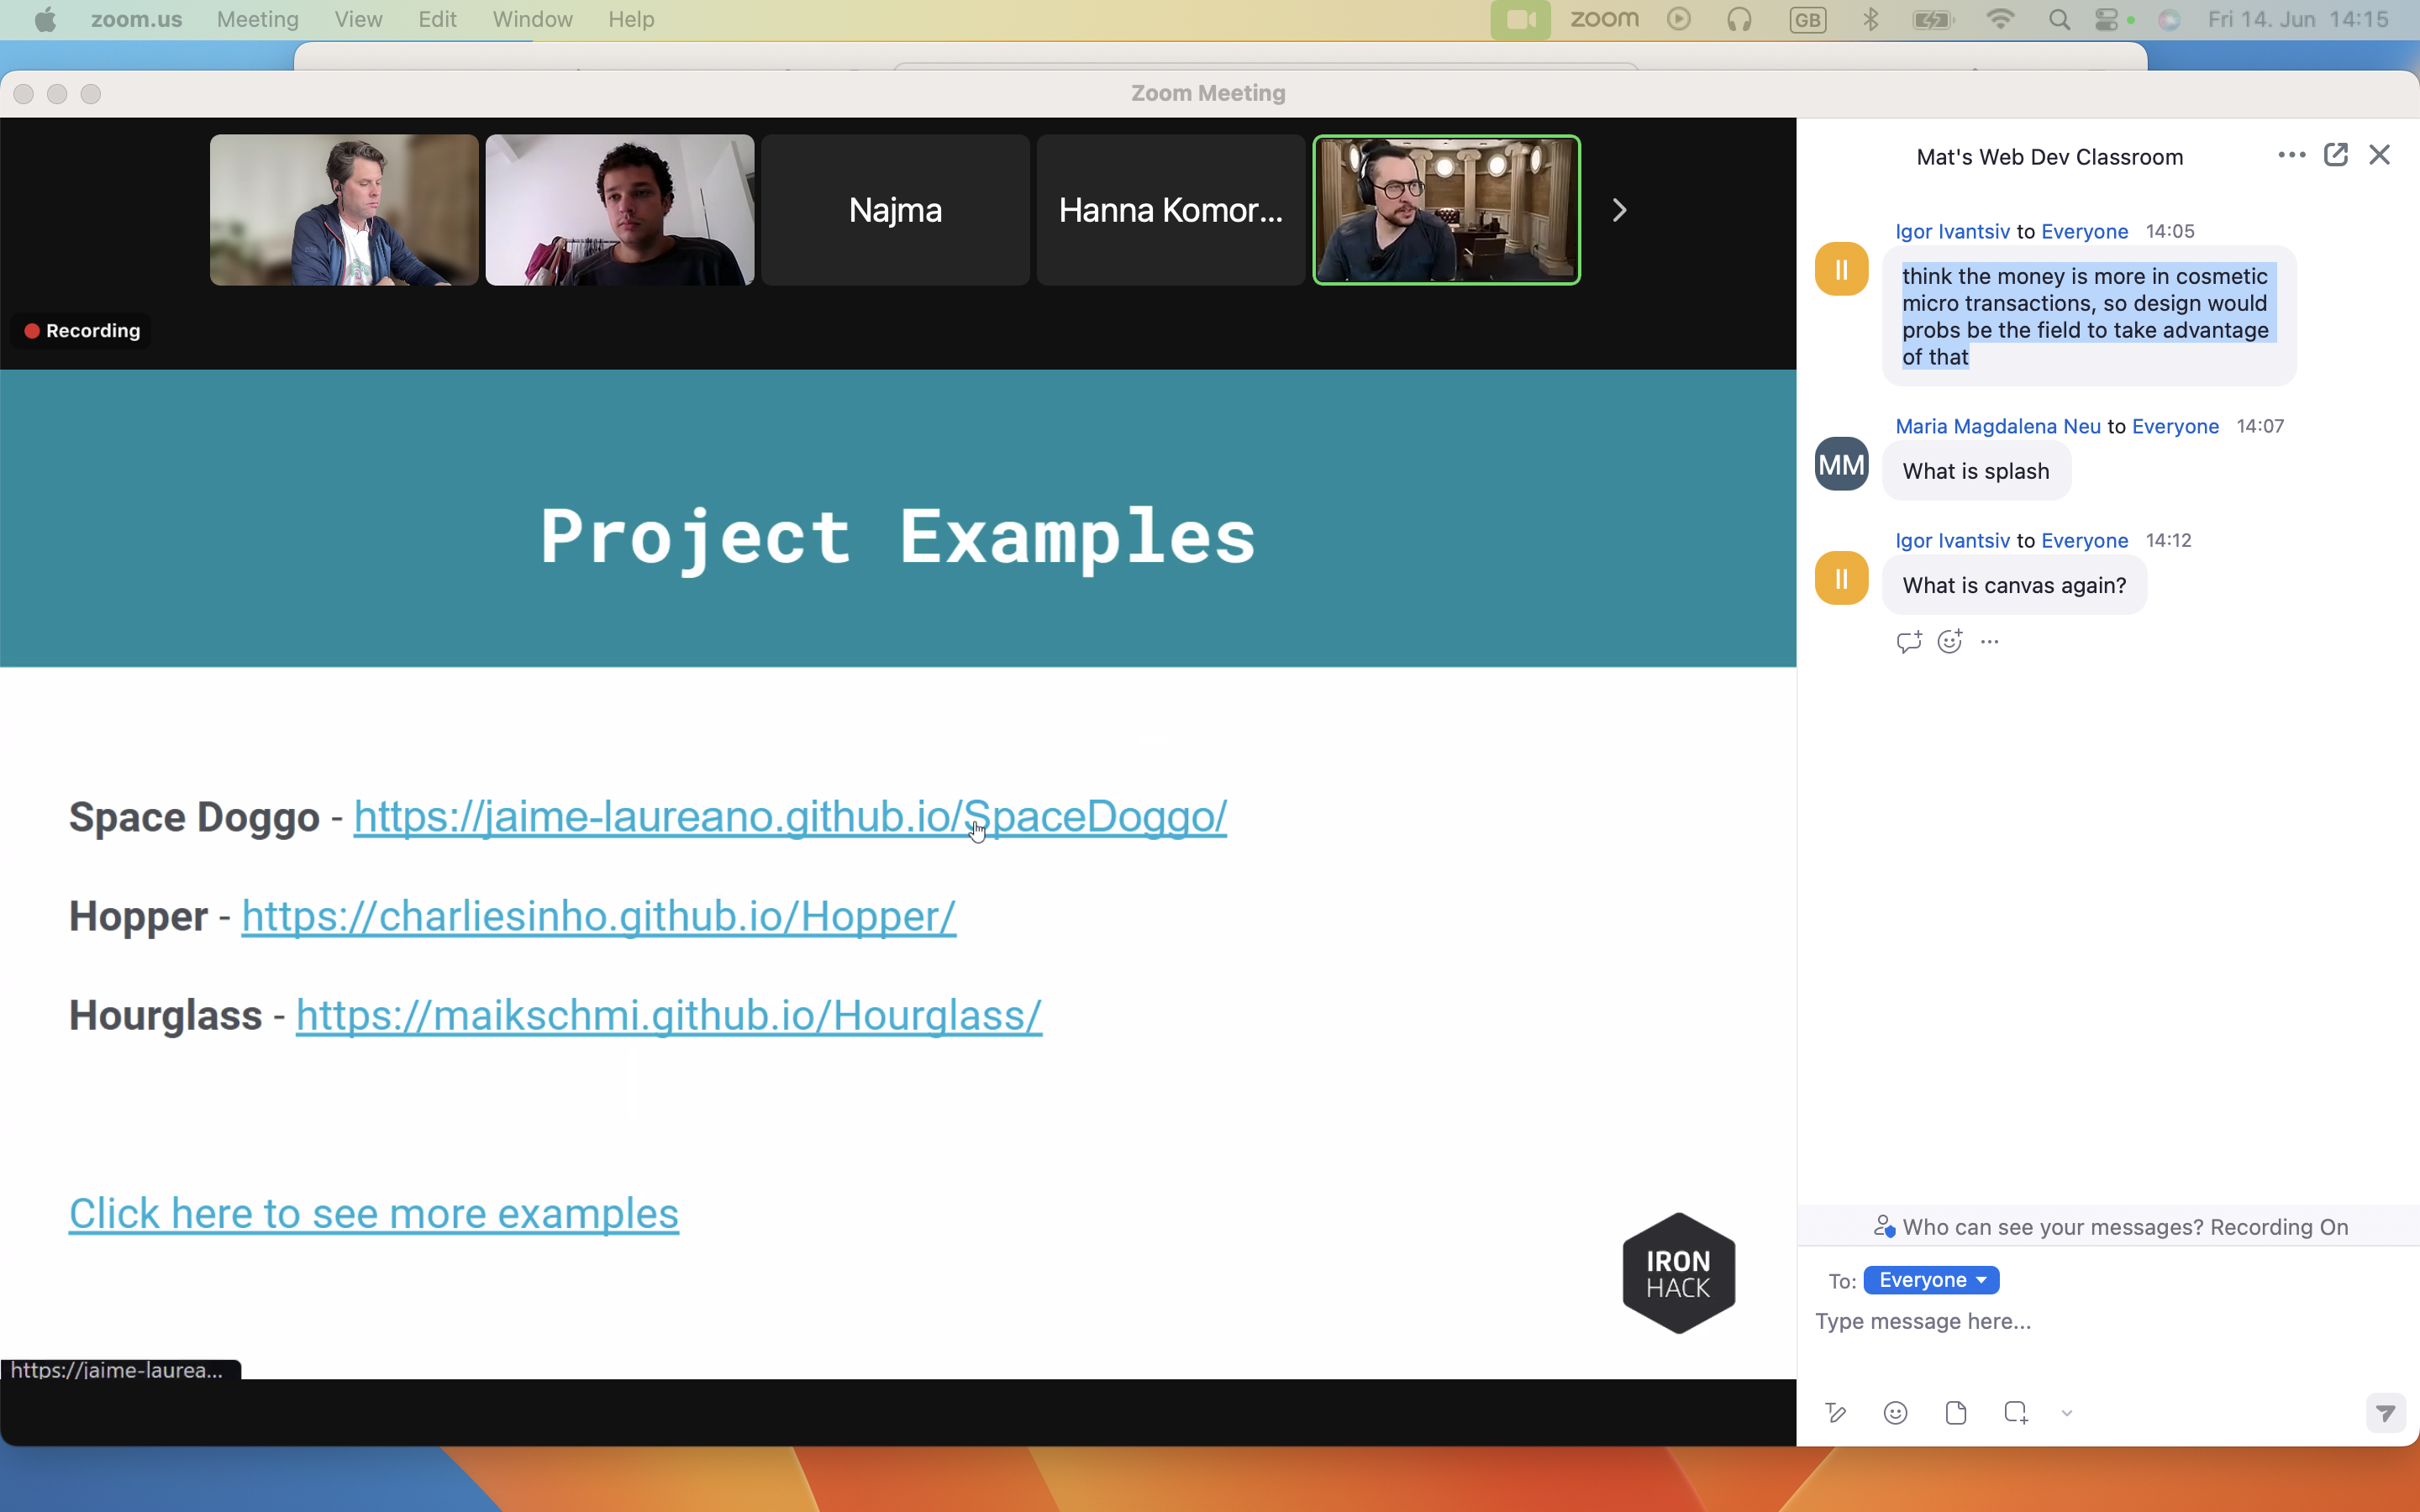 zoom.us Meeting View Edit Window Help zoom GB Fri 14. Jun 14:15
Zoom Meeting
Najma
Hanna Komor...
Recording
Project Examples
Space Doggo - https://jaime-laureano.github.io/SpaceDoggo/
Hopper - https://charliesinho.github.io/Hopper/
Hourglass - https://maikschmi.github.io/Hourglass/
Click here to see more examples
IRON
HACK
https://jaime-laurea...
Mat's Web Dev Classroom
Igor Ivantsiv to Everyone 14:05
II
think the money is more in cosmetic
micro transactions, so design would
probs be the field to take advantage
of that
Maria Magdalena Neu to Everyone 14:07
MM
What is splash
Igor Ivantsiv to Everyone 14:12
II
What is canvas again?
Who can see your messages? Recording On
To: Everyone
Type message here...